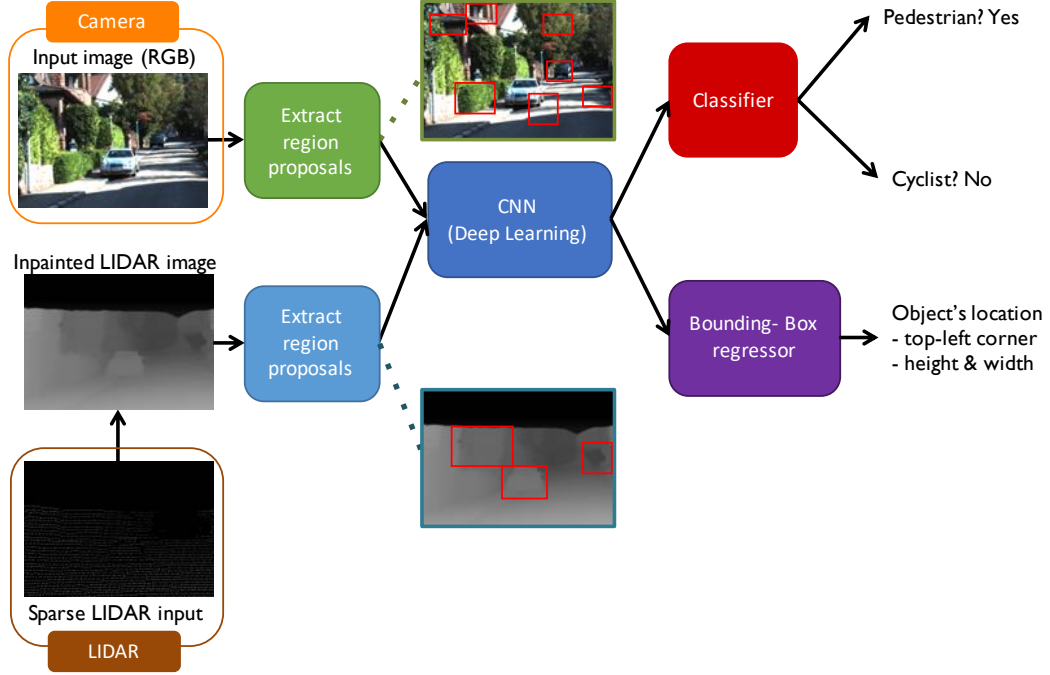 Camera
Input image (RGB)
Extract
region
proposals
Classifier
Pedestrian? Yes
Cyclist? No
CNN
(Deep Learning)
Inpainted LIDAR image
Extract
region
proposals
Bounding- Box
regressor
Object's location
- top-left corner
- height & width
Sparse LIDAR input
LIDAR